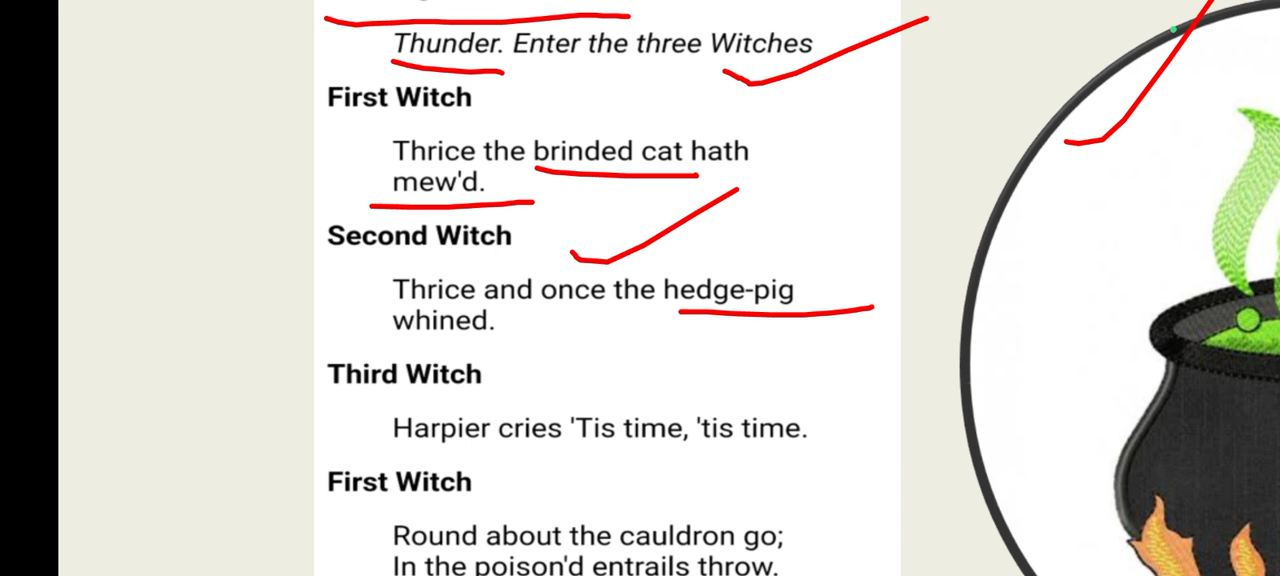 Thunder. Enter the three Witches
First Witch
Thrice the brinded cat hath
mew'd.
Second Witch
Thrice and once the hedge-pig
whined.
Third Witch
Harpier cries 'Tis time, 'tis time.
First Witch
Round about the cauldron go;
In the poison'd entrails throw.